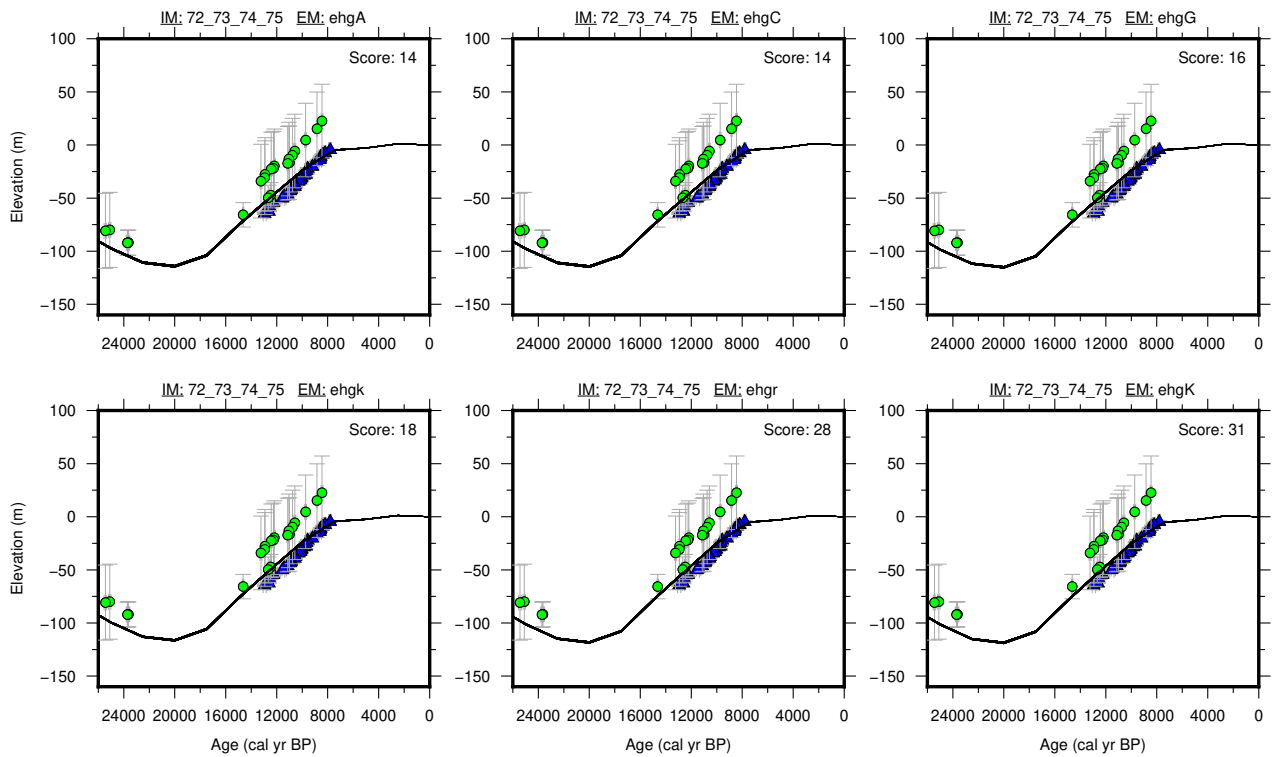 IM: 72_73_74_75 EM: ehgA
IM: 72_73_74_75 EM: ehgC
IM: 72_73_74_75 EM: ehgG
Score: 14
Score: 14
Score: 16
Elevation (m)
100
50
0
−50
−100
−150
24000 20000 16000 12000 8000 4000 0
24000 20000 16000 12000 8000 4000 0
24000 20000 16000 12000 8000 4000 0
100
50
0
−50
−100
−150
100
50
0
−50
−100
−150
IM: 72_73_74_75 EM: ehgk
IM: 72_73_74_75 EM: ehgr
IM: 72_73_74_75 EM: ehgK
Score: 18
Score: 28
Score: 31
Elevation (m)
100
50
0
−50
−100
−150
24000 20000 16000 12000 8000 4000 0
24000 20000 16000 12000 8000 4000 0
24000 20000 16000 12000 8000 4000 0
100
50
0
−50
−100
−150
100
50
0
−50
−100
−150
Age (cal yr BP)
Age (cal yr BP)
Age (cal yr BP)